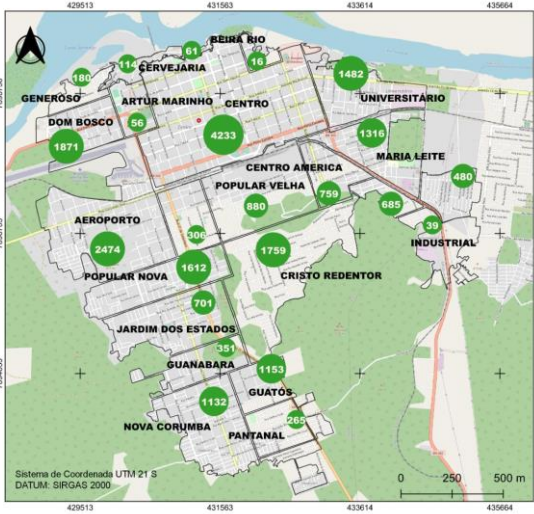 429513 431563 433614 435664
BEIRA RIO
61
16
114
CERVEJARIA
180
1482
GENEROSO
ARTUR MARINHO CENTRO
UNIVERSITÁRIO
DOM BOSCO
56
4233
1316
1871
MARIA LEITE
CENTRO AMERICA
480
POPULAR VELHA
759
880
685
AEROPORTO
306
39
2474
1759
INDUSTRIAL
1612
CRISTO REDENTOR
POPULAR NOVA
701
JARDIM DOS ESTADOS
351
GUANABARA
1153
GUATÓS
1132
265
NOVA CORUMBA
PANTANAL
Sistema de Coordenada UTM 21 S
DATUM: SIRGAS 2000
0 250 500 m
429513 431563 433614 435664